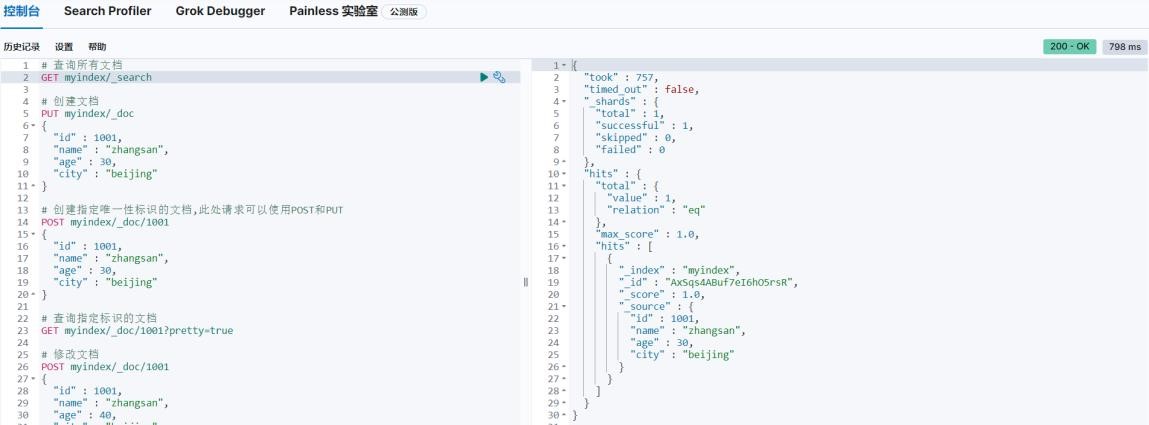 控制台 Search Profiler Grok Debugger Painless 实验室 公测版
历史记录 设置 帮助 200 - OK 798 ms
1 # 查询所有文档
2 GET myindex/_search
3
4 # 创建文档
5 PUT myindex/_doc
6 {
7 "id" : 1001,
8 "name" : "zhangsan",
9 "age" : 30,
10 "city" : "beijing"
11 }
12
13 # 创建指定唯一性标识的文档,此处请求可以使用POST和PUT
14 POST myindex/_doc/1001
15 {
16 "id" : 1001,
17 "name" : "zhangsan",
18 "age" : 30,
19 "city" : "beijing"
20 }
21
22 # 查询指定标识的文档
23 GET myindex/_doc/1001?pretty=true
24
25 # 修改文档
26 POST myindex/_doc/1001
27 {
28 "id" : 1001,
29 "name" : "zhangsan",
30 "age" : 40,
1 {
2 "took" : 757,
3 "timed_out" : false,
4 "_shards" : {
5 "total" : 1,
6 "successful" : 1,
7 "skipped" : 0,
8 "failed" : 0
9 },
10 "hits" : {
11 "total" : {
12 "value" : 1,
13 "relation" : "eq"
14 },
15 "max_score" : 1.0,
16 "hits" : [
17 {
18 "_index" : "myindex",
19 "_id" : "AxSqs4ABuf7eI6hO5rsR",
20 "_score" : 1.0,
21 "_source" : {
22 "id" : 1001,
23 "name" : "zhangsan",
24 "age" : 30,
25 "city" : "beijing"
26 }
27 }
28 ]
29 }
30 }